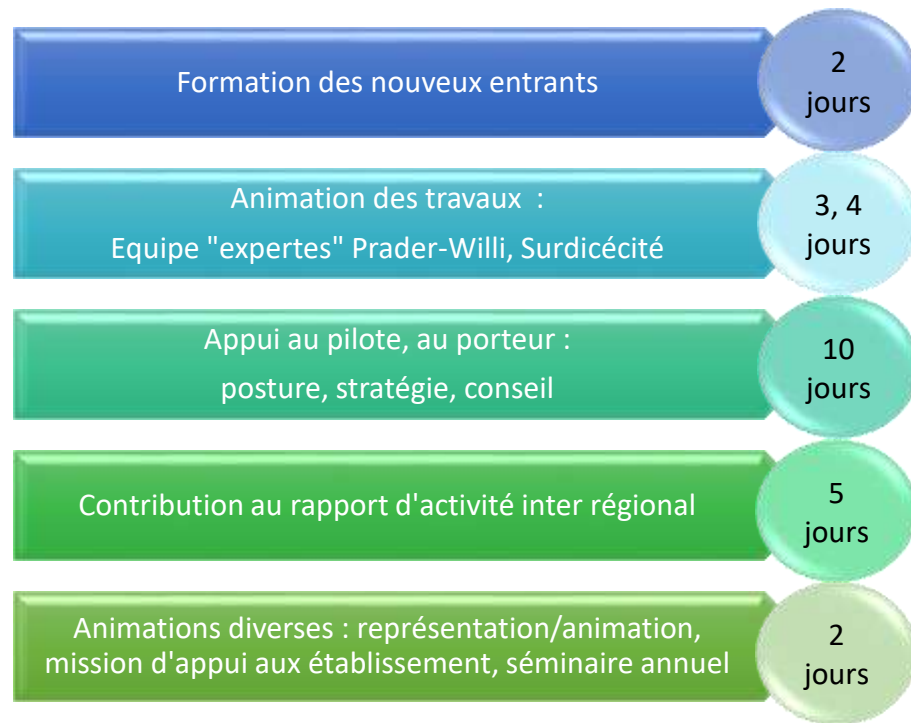 Formation des nouveux entrants
2
jours
Animation des travaux :
Equipe "expertes" Prader-Willi, Surdicécité
3, 4
jours
Appui au pilote, au porteur :
posture, stratégie, conseil
10
jours
Contribution au rapport d'activité inter régional
5
jours
Animations diverses : représentation/animation,
mission d'appui aux établissement, séminaire annuel
2
jours